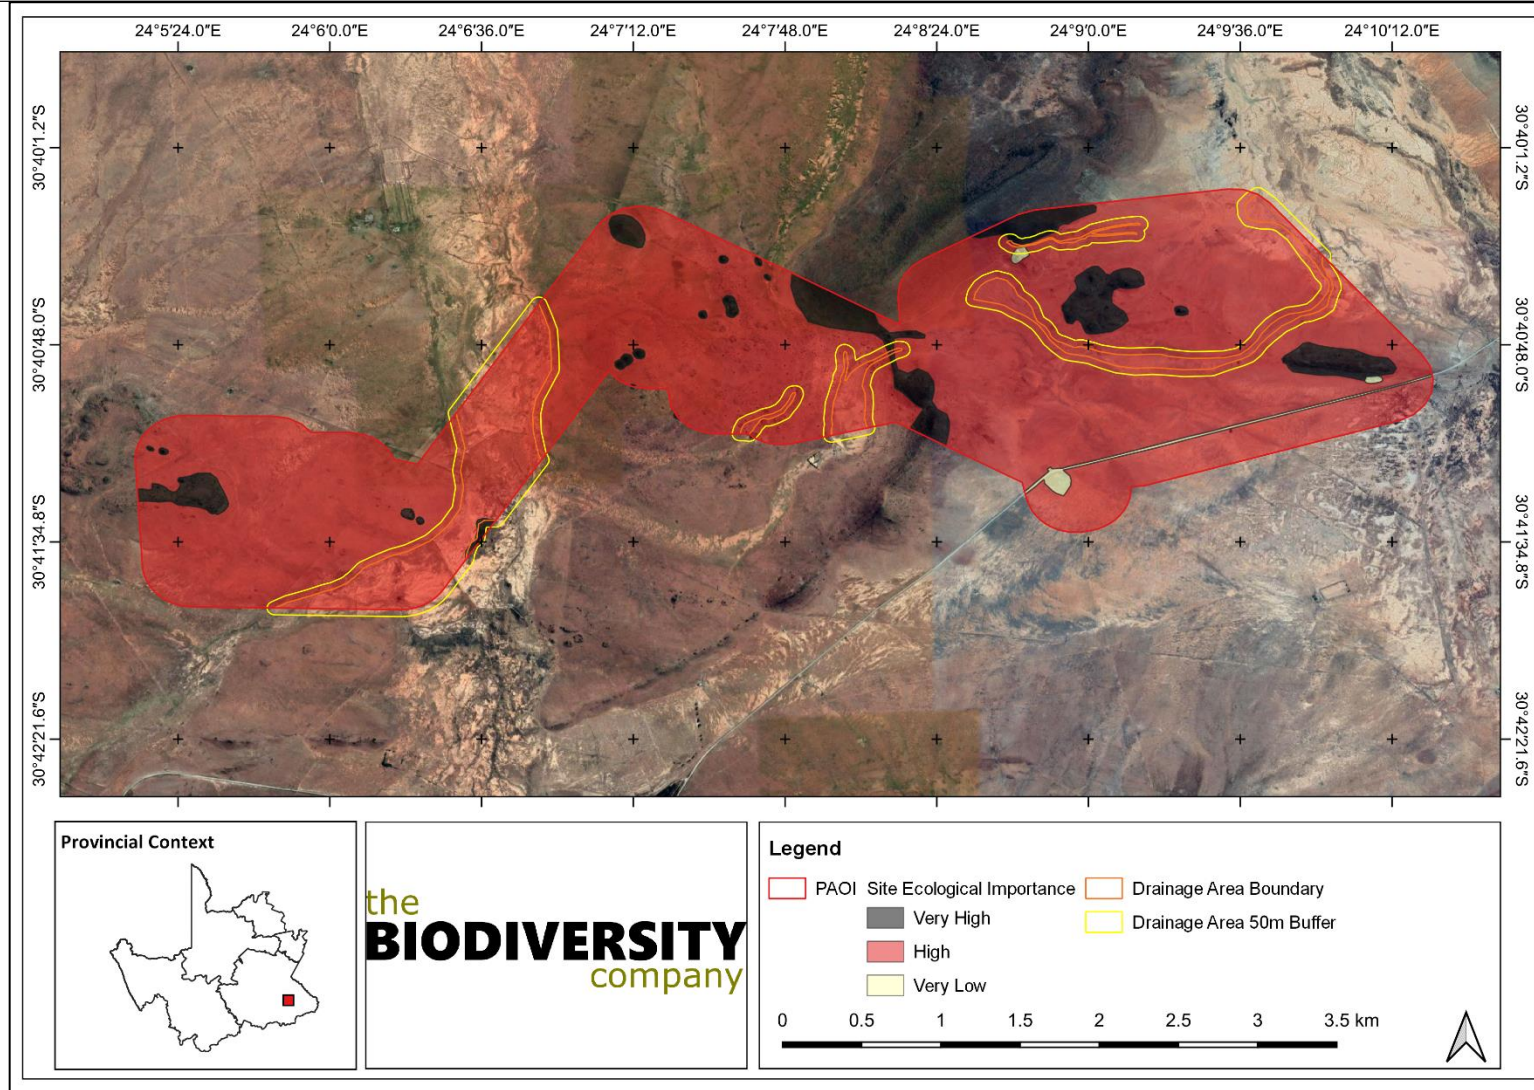 24°5'24.0"E 24°6'0.0"E 24°6'36.0"E 24°7'12.0"E 24°7'48.0"E 24°8'24.0"E 24°9'0.0"E 24°9'36.0"E 24°10'12.0"E
30°40'1.2"S 30°40'1.2"S
30°40'48.0"S 30°40'48.0"S
30°41'34.8"S 30°41'34.8"S
30°42'21.6"S 30°42'21.6"S
Provincial Context
the
BIODIVERSITY
company
Legend
PAOI
Site Ecological Importance
Very High
High
Very Low
Drainage Area Boundary
Drainage Area 50m Buffer
0 0.5 1 1.5 2 2.5 3 3.5 km